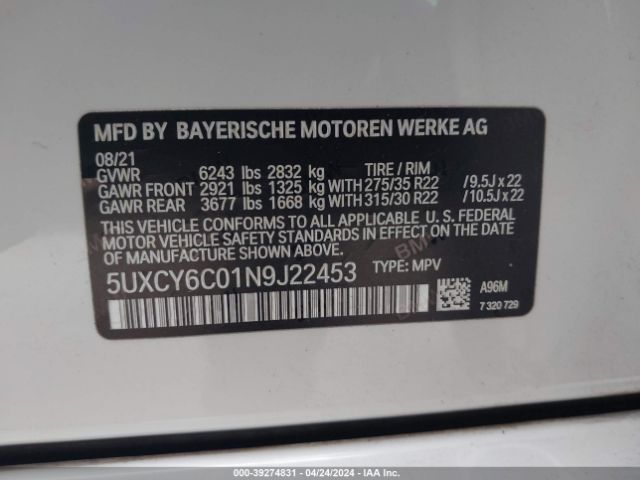 MFD BY BAYERISCHE MOTOREN WERKE AG
08/21
GVWR 6243 lbs 2832 kg TIRE / RIM
GAWR FRONT 2921 lbs 1325 kg WITH 275/35 R22 /9.5J x 22
GAWR REAR 3677 lbs 1668 kg WITH 315/30 R22 /10.5J x 22
THIS VEHICLE CONFORMS TO ALL APPLICABLE U. S. FEDERAL
MOTOR VEHICLE SAFETY STANDARDS IN EFFECT ON THE DATE
OF MANUFACTURE SHOWN ABOVE.
5UXCY6C01N9J22453 TYPE: MPV
A96M
7 320 729
000-39274831 - 04/24/2024 - IAA Inc.